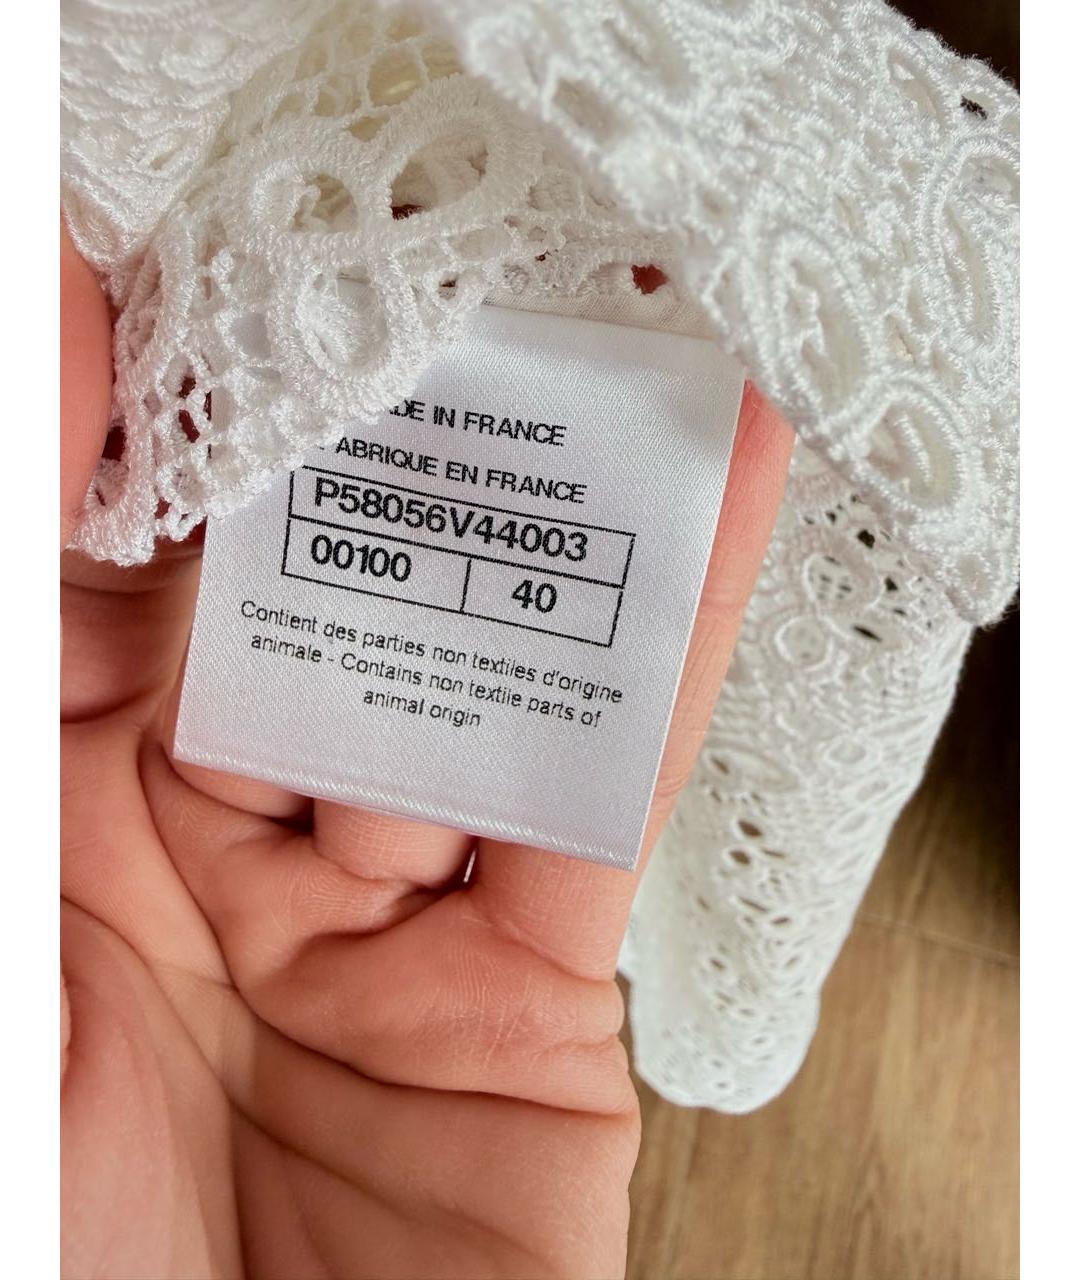 DE IN FRANCE
FABRIQUE EN FRANCE
P58056V44003
00100 40
Contient des parties non textiles d'origine
animale - Contains non textile parts of
animal origin